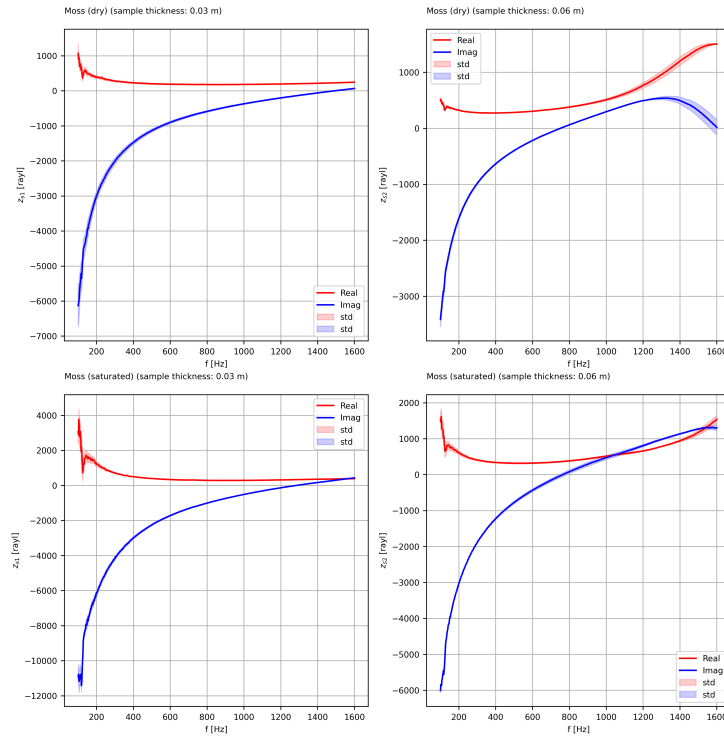 Moss (dry) (sample thickness: 0.03 m)
1000
0
−1000
−2000
−3000
−4000
−5000
−6000
−7000
z_s1 [rayl]
Real
Imag
std
std
200 400 600 800 1000 1200 1400 1600
f [Hz]
Moss (dry) (sample thickness: 0.06 m)
Real
Imag
std
std
1000
0
−1000
−2000
−3000
z_s2 [rayl]
200 400 600 800 1000 1200 1400 1600
f [Hz]
Moss (saturated) (sample thickness: 0.03 m)
Real
Imag
std
std
4000
2000
0
−2000
−4000
−6000
−8000
−10000
−12000
z_s1 [rayl]
200 400 600 800 1000 1200 1400 1600
f [Hz]
Moss (saturated) (sample thickness: 0.06 m)
2000
1000
0
−1000
−2000
−3000
−4000
−5000
−6000
z_s2 [rayl]
Real
Imag
std
std
200 400 600 800 1000 1200 1400 1600
f [Hz]